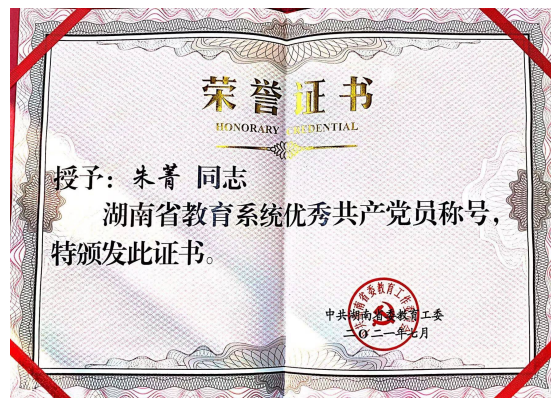 荣誉证书
HONORARY CREDENTIAL
授予：朱菁 同志
湖南省教育系统优秀共产党员称号，
特颁发此证书。
中共湖南省委教育工委
二〇二一年七月